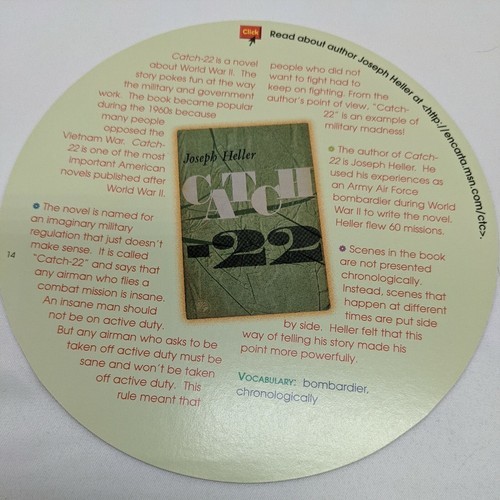 Click
Read about author Joseph Heller at <http://encarta.msn.com/ctc>.
Catch-22 is a novel
about World War II. The
story pokes fun at the way
the military and government
work. The book became popular
during the 1960s because
many people
opposed the
Vietnam War. Catch-
22 is one of the most
important American
novels published after
World War II.
The novel is named for
an imaginary military
regulation that just doesn't
make sense. It is called
"Catch-22" and says that
any airman who flies a
combat mission is insane.
An insane man should
not be on active duty.
But any airman who asks to be
taken off active duty must be
sane and won't be taken
off active duty. This
rule meant that
14
Joseph Heller
CATCH
-22
people who did not
want to fight had to
keep on fighting. From the
author's point of view, "Catch-
22" is an example of
military madness!
The author of Catch-
22 is Joseph Heller. He
used his experiences as
an Army Air Force
bombardier during World
War II to write the novel.
Heller flew 60 missions.
Scenes in the book
are not presented
chronologically.
Instead, scenes that
happen at different
times are put side
by side. Heller felt that this
way of telling his story made his
point more powerfully.
VOCABULARY: bombardier,
chronologically